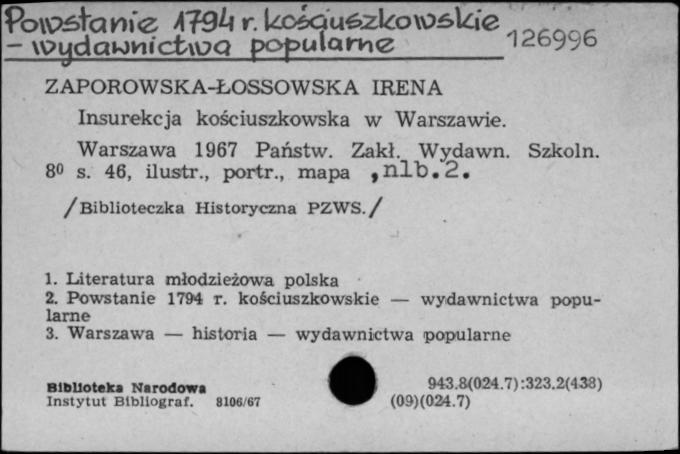 Powstanie 1794 r. kościuszkowskie
- wydawnictwa popularne
126996
ZAPOROWSKA-ŁOSSOWSKA IRENA
Insurekcja kościuszkowska w Warszawie.
Warszawa 1967 Państw. Zakł. Wydawn. Szkoln.
8⁰ s. 46, ilustr., portr., mapa ,nlb.2.
/Biblioteczka Historyczna PZWS./
1. Literatura młodzieżowa polska
2. Powstanie 1794 r. kościuszkowskie — wydawnictwa popu-
larne
3. Warszawa — historia — wydawnictwa popularne
Biblioteka Narodowa
Instytut Bibliograf. 8106/67
943.8(024.7):323.2(438)
(09)(024.7)